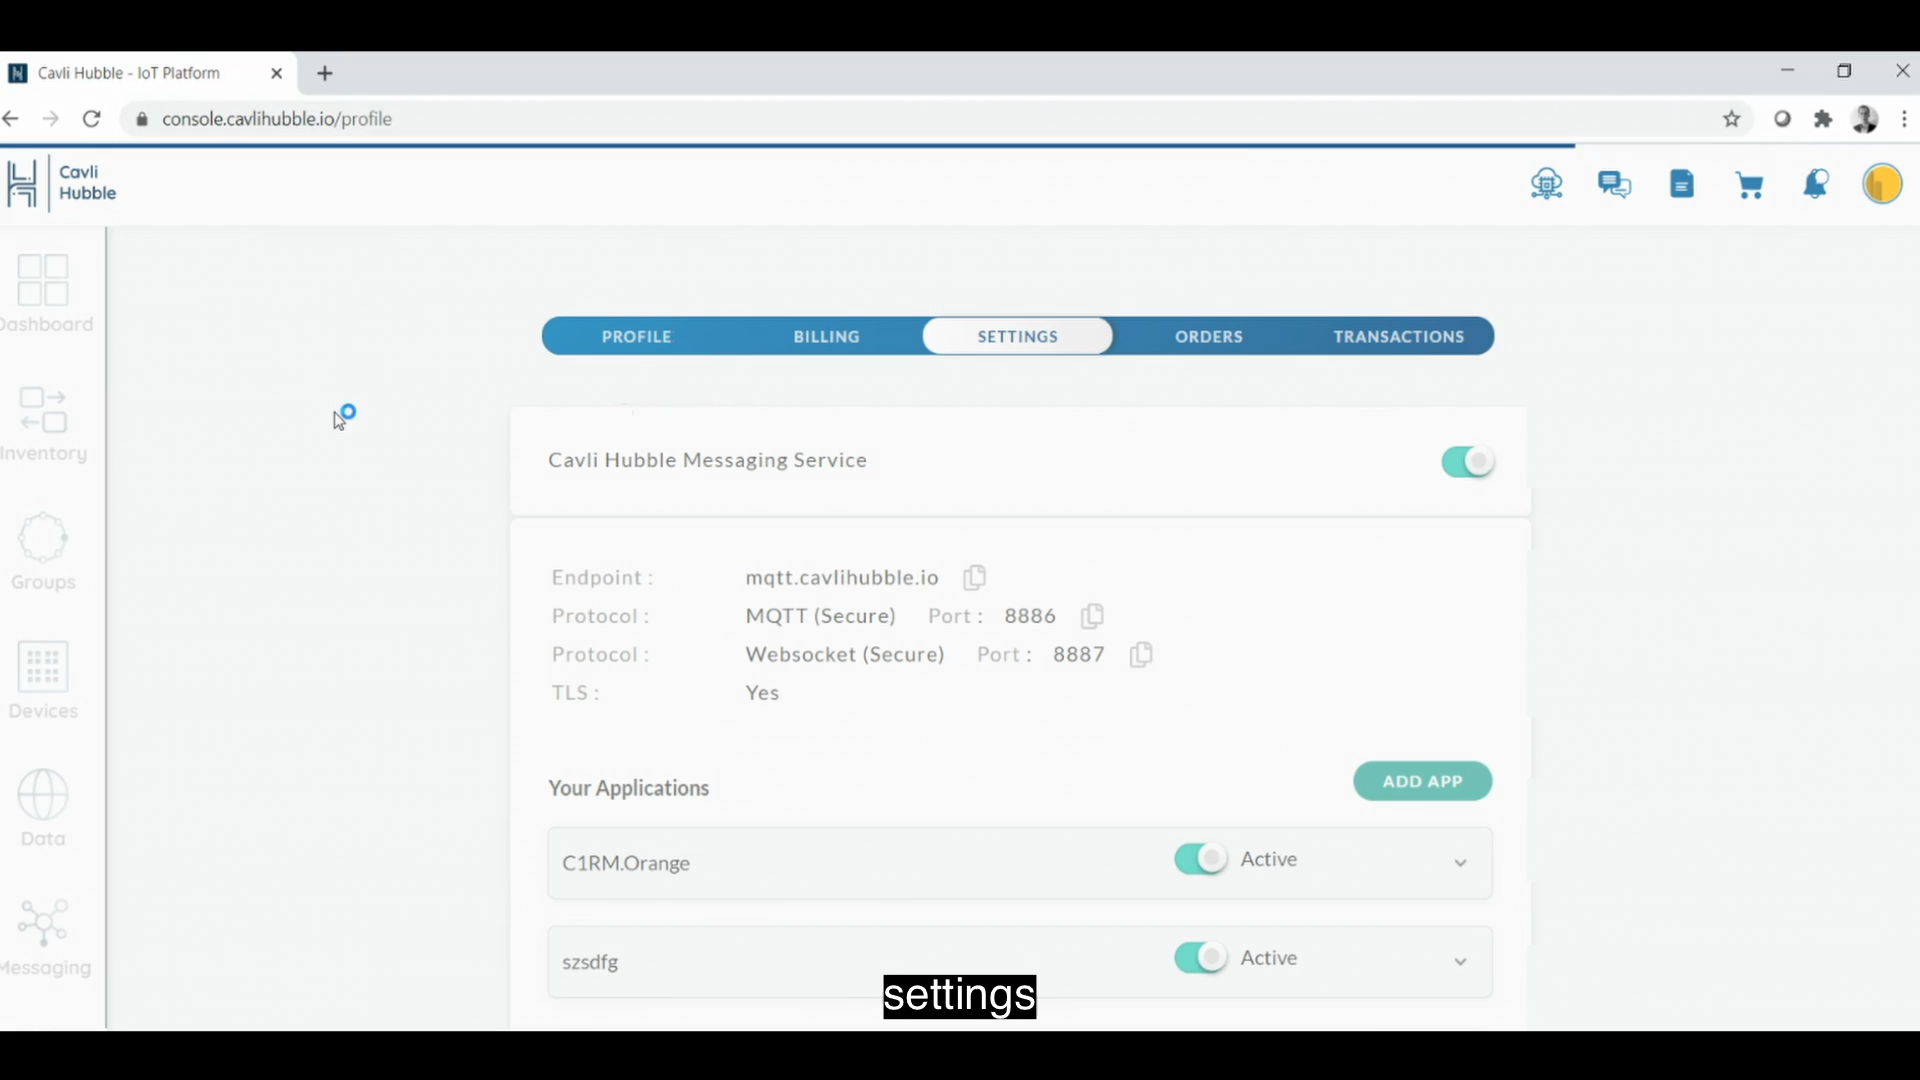 Cavli Hubble - IoT Platform
console.cavlihubble.io/profile
Cavli
Hubble
Dashboard
Inventory
Groups
Devices
Data
Messaging
PROFILE BILLING SETTINGS ORDERS TRANSACTIONS
Cavli Hubble Messaging Service
Endpoint : mqtt.cavlihubble.io
Protocol : MQTT (Secure) Port : 8886
Protocol : Websocket (Secure) Port : 8887
TLS : Yes
Your Applications ADD APP
C1RM.Orange Active
szsdfg Active
settings